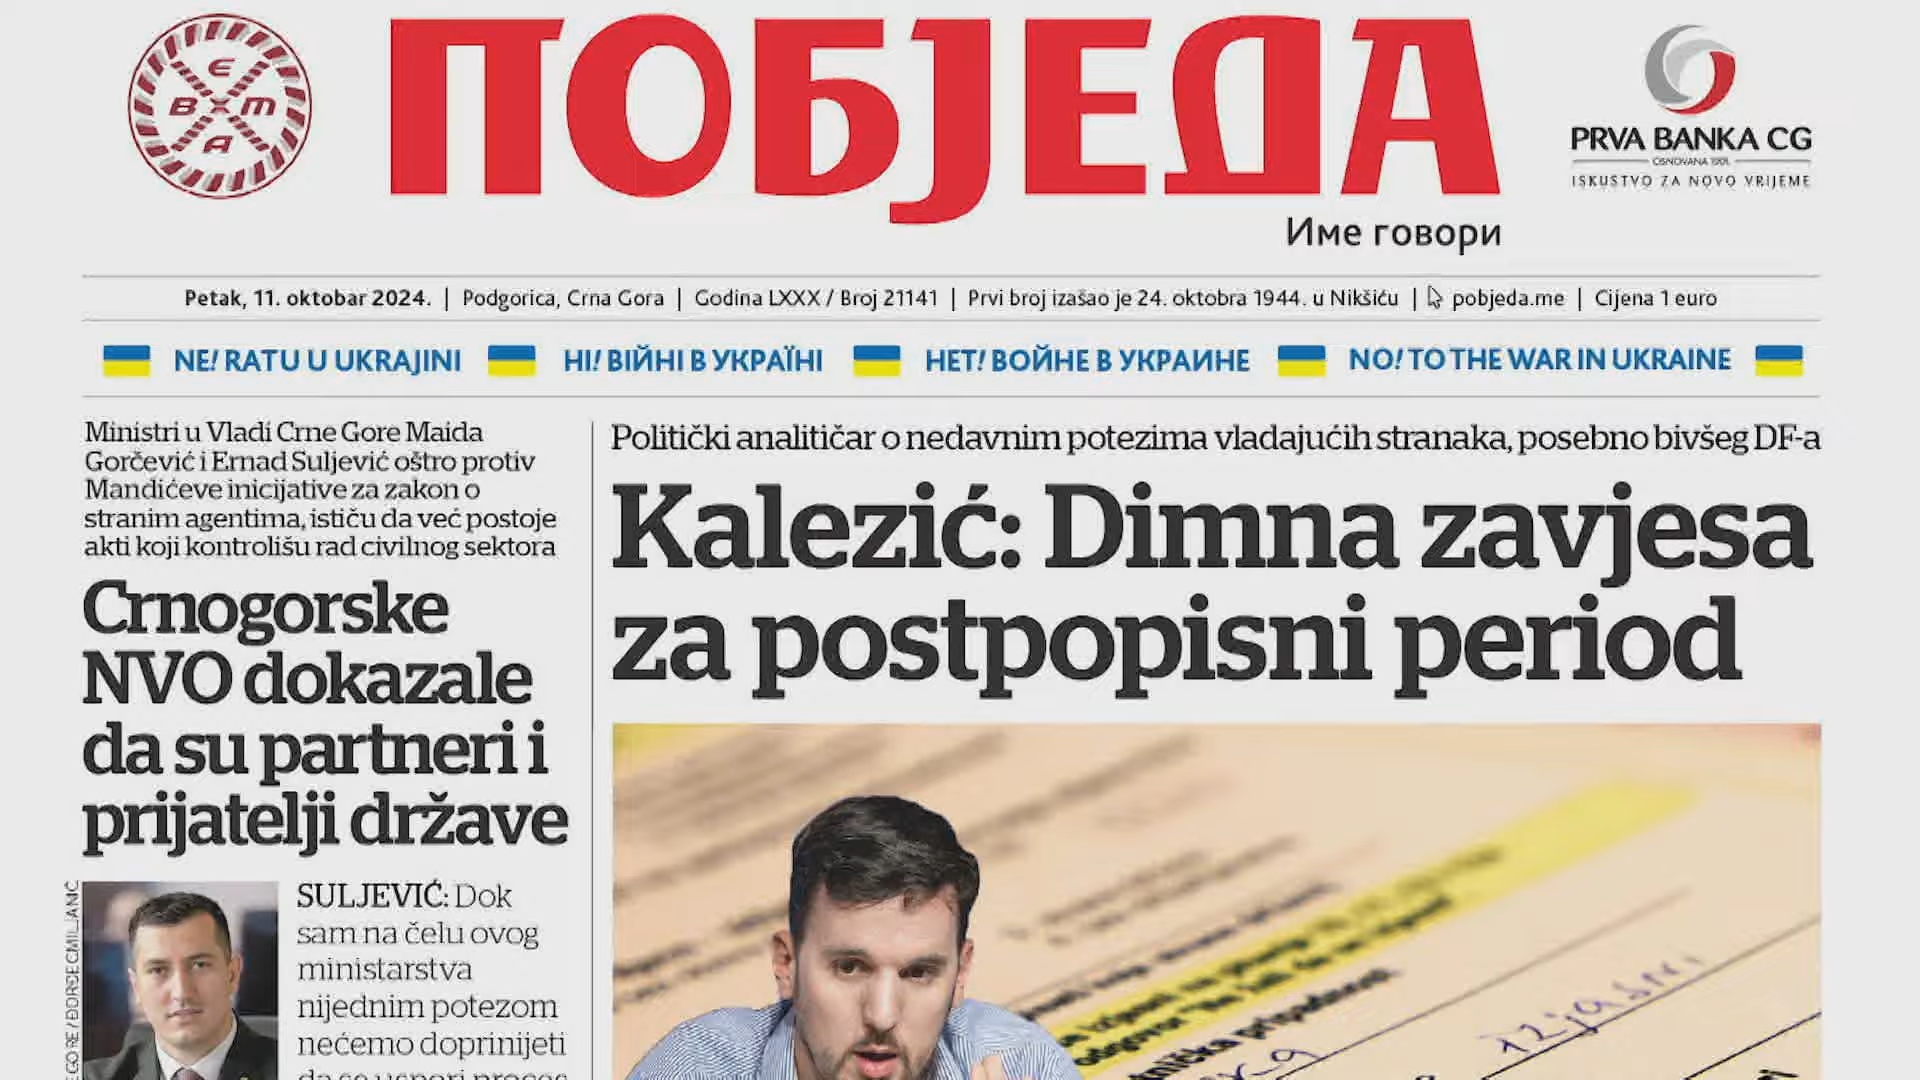 E
B M
A
ПОБЈЕДА
PRVA BANKA CG
OSNOVANA 1901.
ISKUSTVO ZA NOVO VRIJEME
Име говори
Petak, 11. oktobar 2024. | Podgorica, Crna Gora | Godina LXXX / Broj 21141 | Prvi broj izašao je 24. oktobra 1944. u Nikšiću | pobjeda.me | Cijena 1 euro
NE! RATU U UKRAJINI НІ! ВІЙНІ В УКРАЇНІ НЕТ! ВОЙНЕ В УКРАИНЕ NO! TO THE WAR IN UKRAINE
Ministri u Vladi Crne Gore Maida
Gorčević i Ernad Suljević oštro protiv
Mandićeve inicijative za zakon o
stranim agentima, ističu da već postoje
akti koji kontrolišu rad civilnog sektora
Crnogorske
NVO dokazale
da su partneri i
prijatelji države
SULJEVIĆ: Dok
sam na čelu ovog
ministarstva
nijednim potezom
nećemo doprinijeti
da se uspori proces
Politički analitičar o nedavnim potezima vladajućih stranaka, posebno bivšeg DF-a
Kalezić: Dimna zavjesa
za postpopisni period